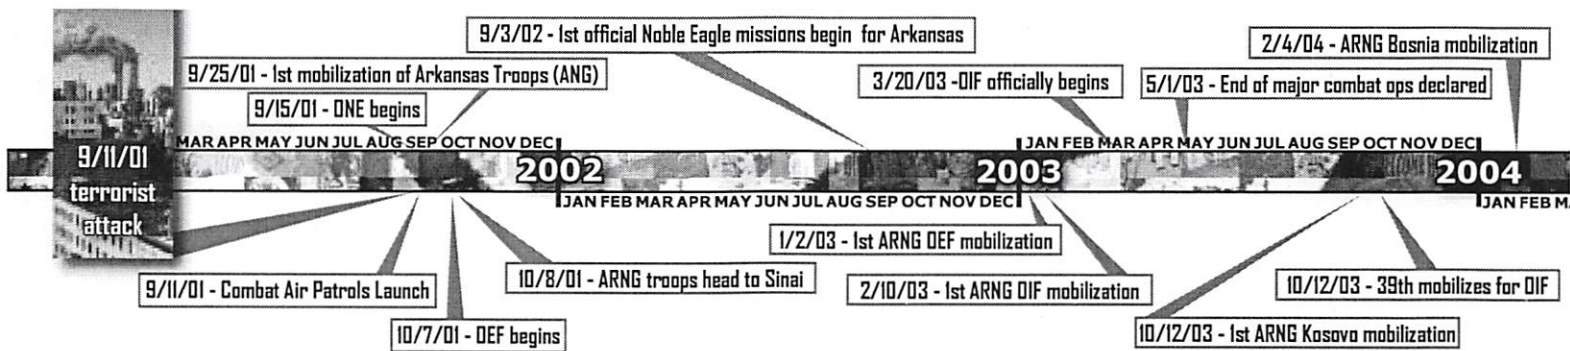 9/3/02 - 1st official Noble Eagle missions begin for Arkansas
2/4/04 - ARNG Bosnia mobilization
9/25/01 - 1st mobilization of Arkansas Troops (ANG)
3/20/03 -OIF officially begins
5/1/03 - End of major combat ops declared
9/15/01 - ONE begins
MAR APR MAY JUN JUL AUG SEP OCT NOV DEC
JAN FEB MAR APR MAY JUN JUL AUG SEP OCT NOV DEC
9/11/01
terrorist
attack
2002
2003
2004
JAN FEB MAR APR MAY JUN JUL AUG SEP OCT NOV DEC
JAN FEB
1/2/03 - 1st ARNG OEF mobilization
9/11/01 - Combat Air Patrols Launch
10/8/01 - ARNG troops head to Sinai
2/10/03 - 1st ARNG OIF mobilization
10/12/03 - 39th mobilizes for OIF
10/7/01 - OEF begins
10/12/03 - 1st ARNG Kosovo mobilization